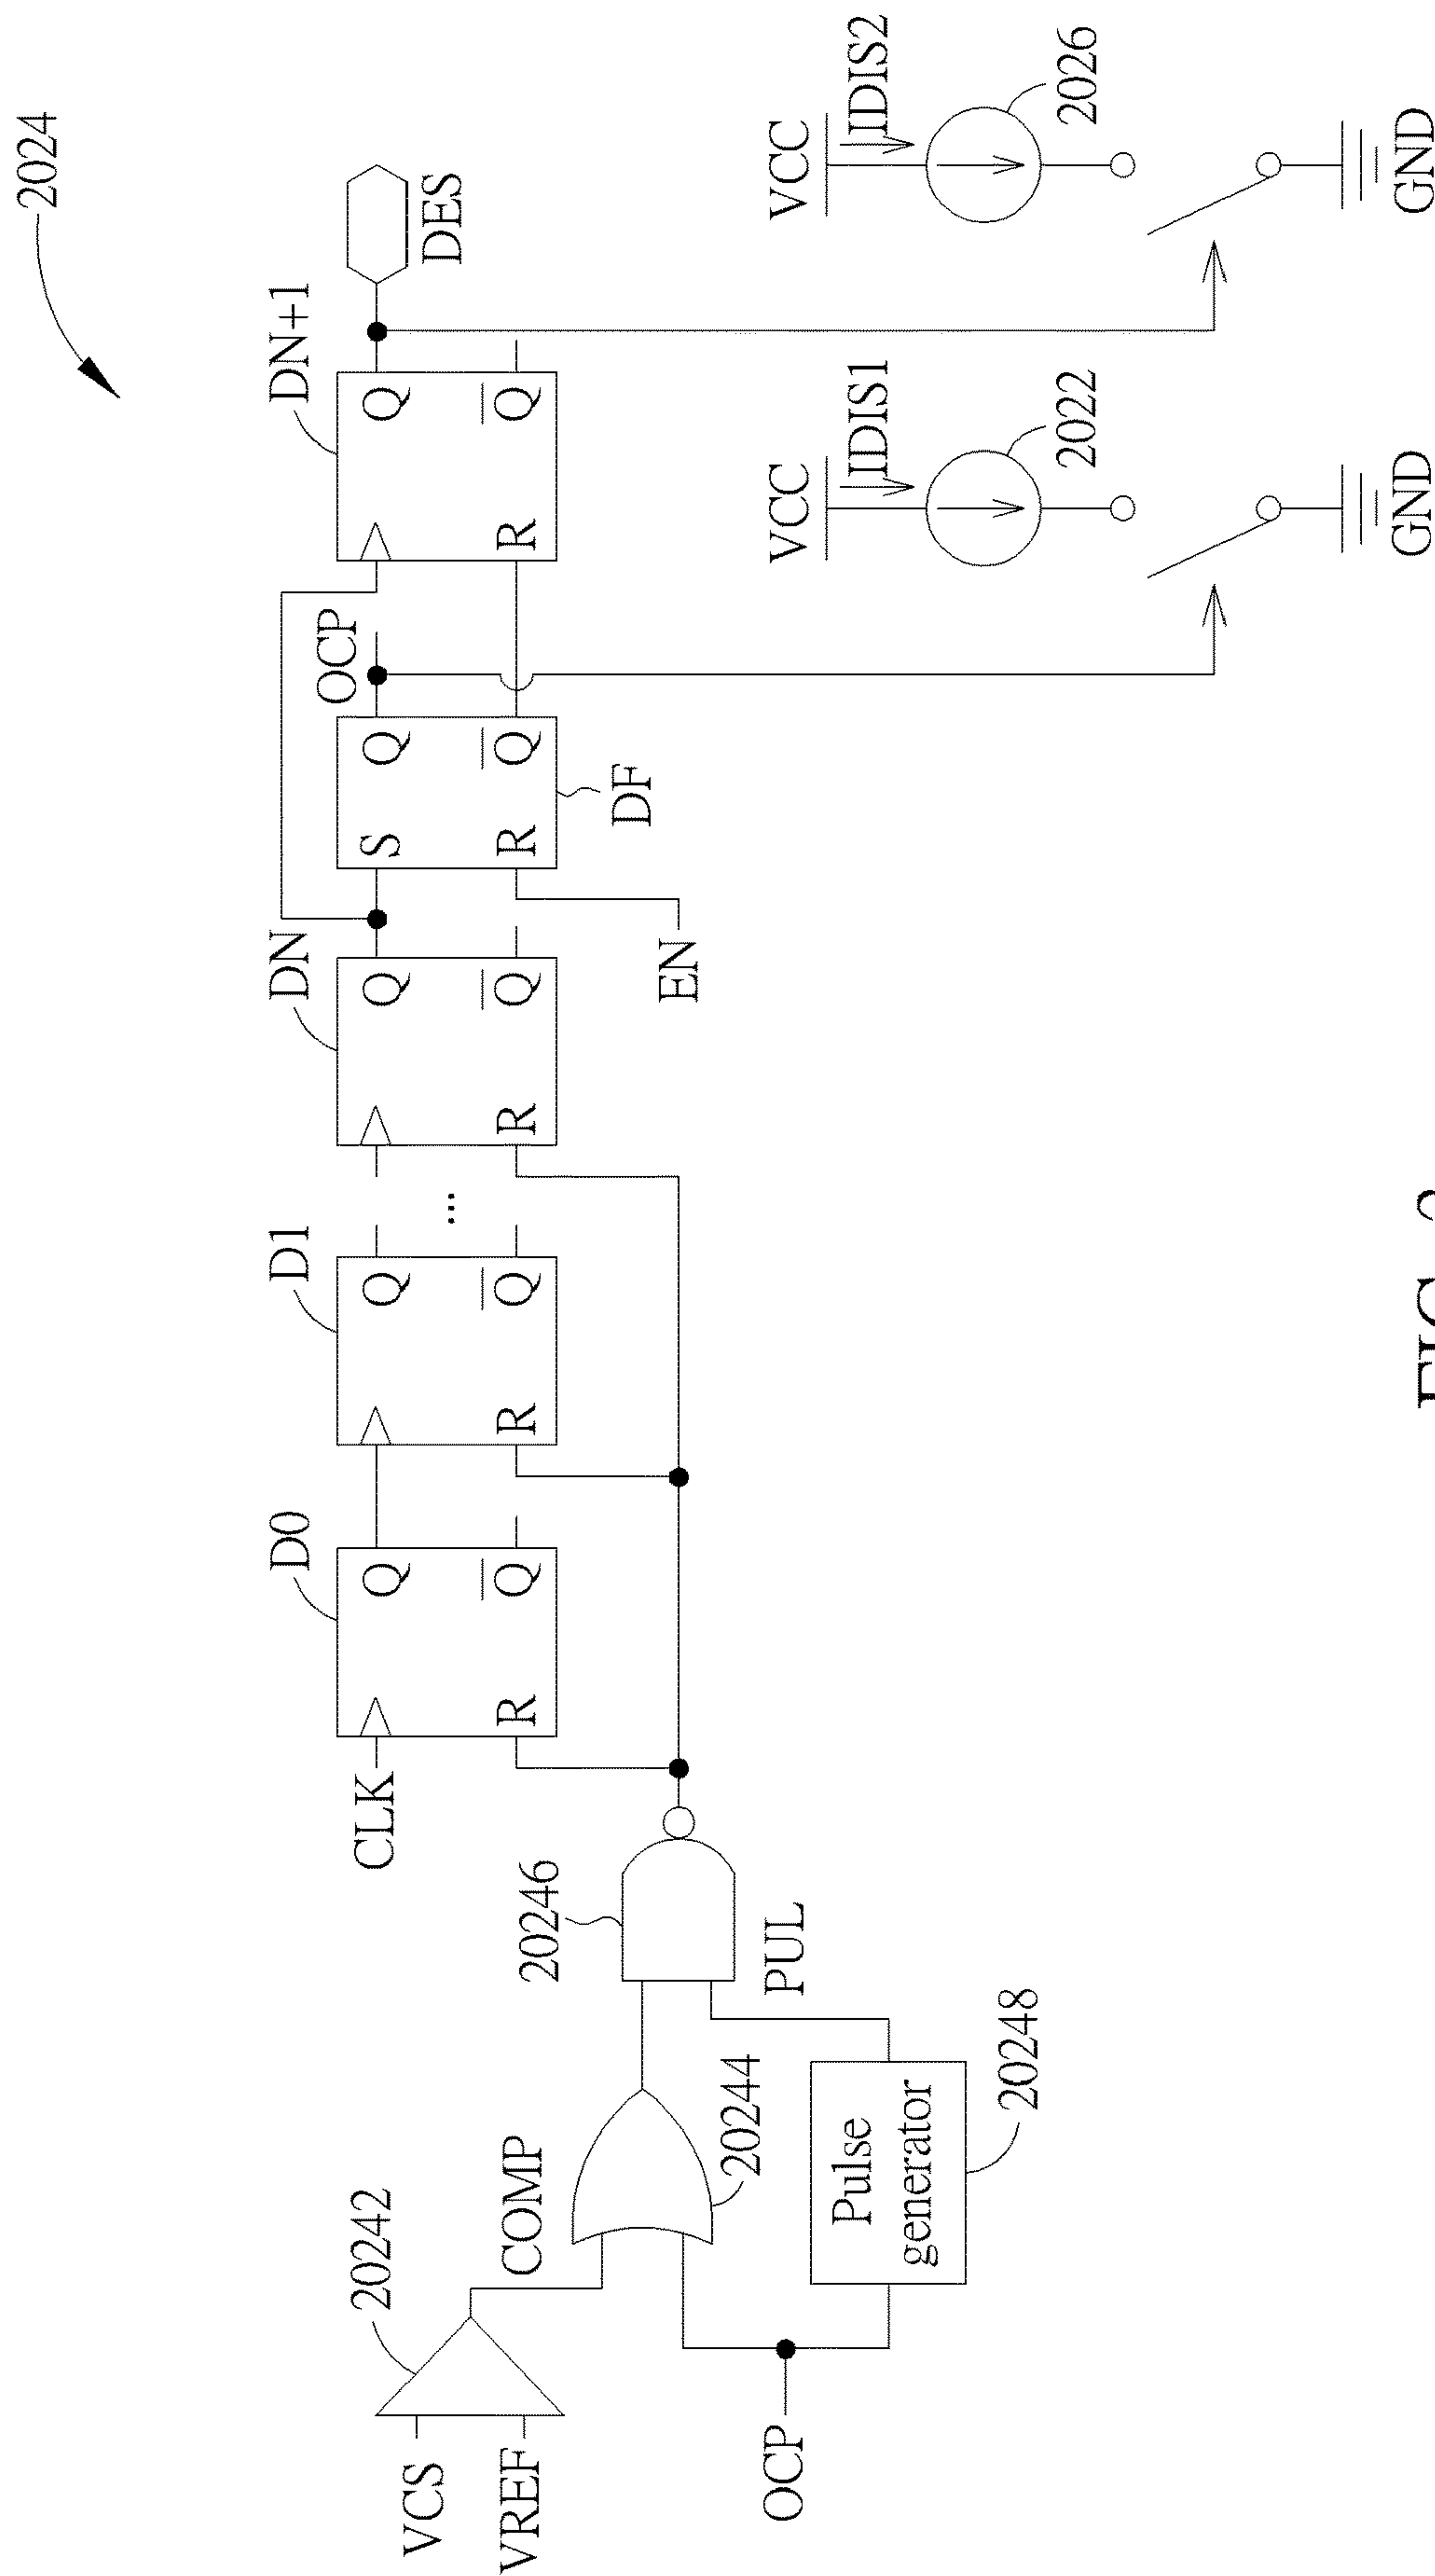 2024
VCS
VREF
20242
COMP
OCP
20244
Pulse
generator
20248
PUL
20246
CLK
D0
Q
Q
R
D1
Q
Q
R
...
DN
Q
Q
R
EN
S
Q
Q
R
DF
OCP
DN+1
Q
Q
R
DES
VCC
IDIS1
2022
GND
VCC
IDIS2
2026
GND